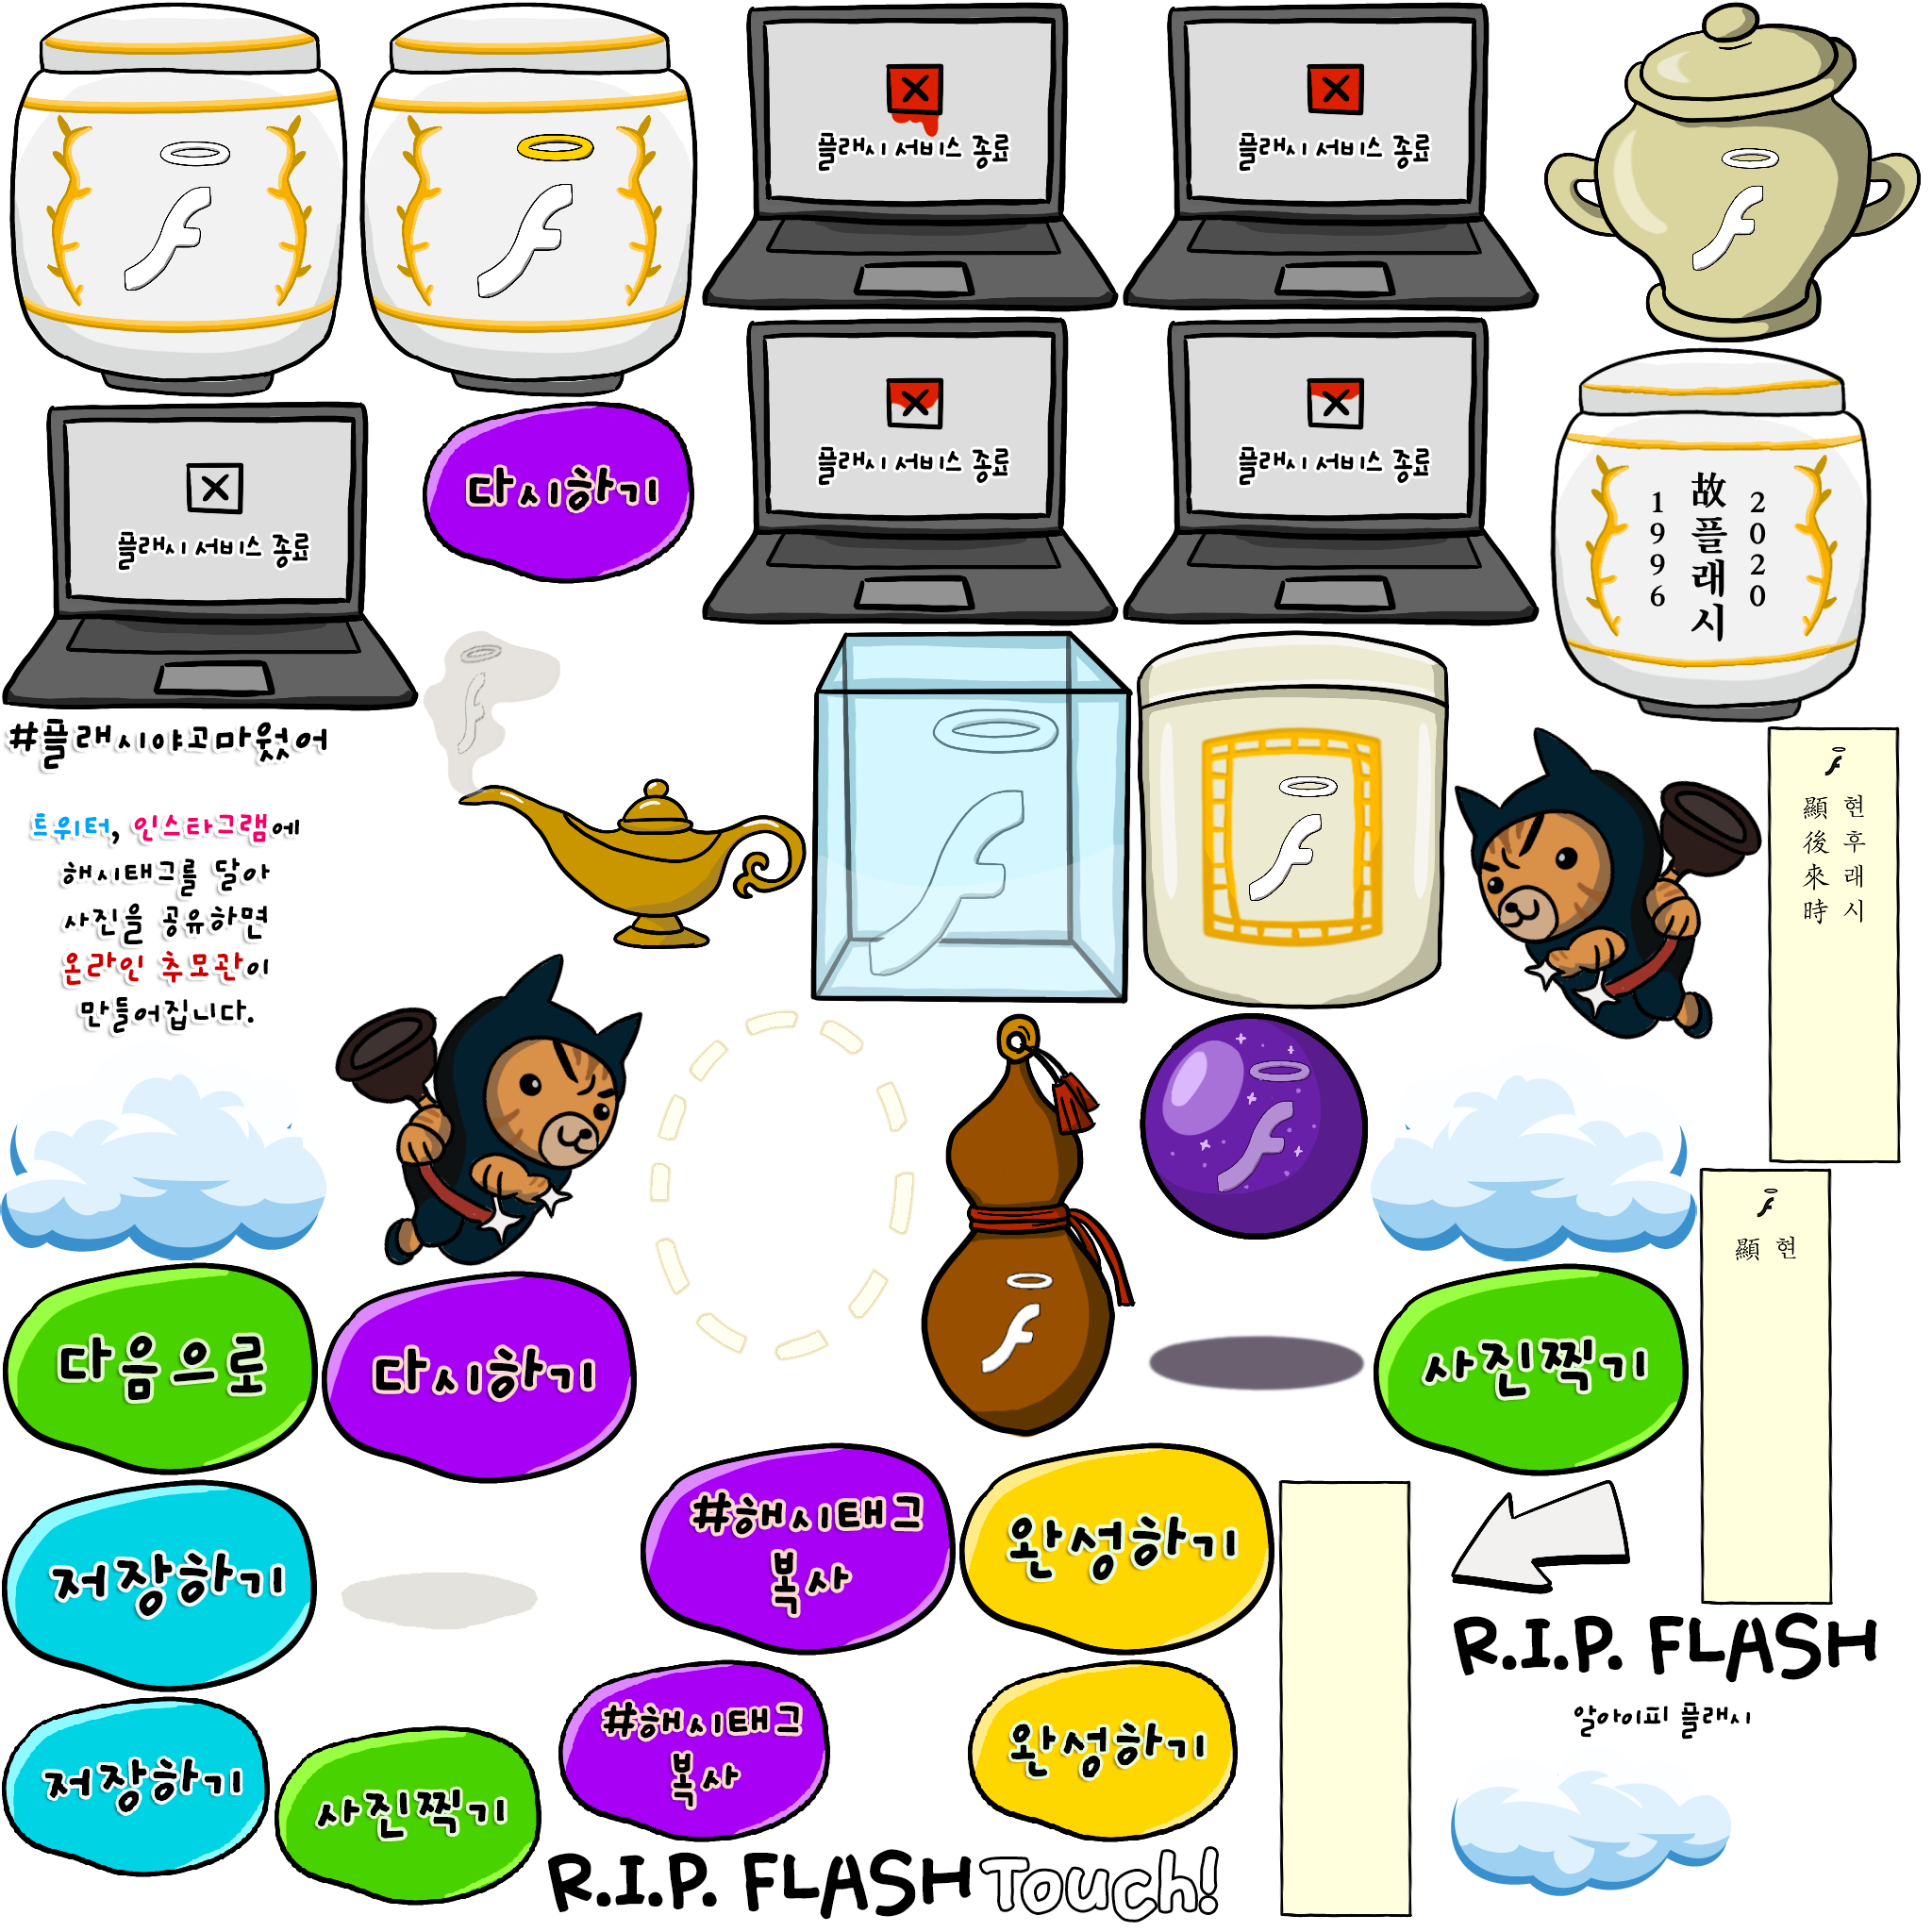 플래시 서비스 종료
플래시 서비스 종료
플래시 서비스 종료
플래시 서비스 종료
플래시 서비스 종료
다시하기
1996
故플래시
2020
#플래시야고마웠어
트위터, 인스타그램에
해시태그를 달아
사진을 공유하면
온라인 추모관이
만들어집니다.
顯後來時
현후래시
顯 현
다음으로
다시하기
사진찍기
저장하기
#해시태그
복사
완성하기
R.I.P. FLASH
알아이피 플래시
저장하기
사진찍기
#해시태그
복사
완성하기
R.I.P. FLASH
Touch!